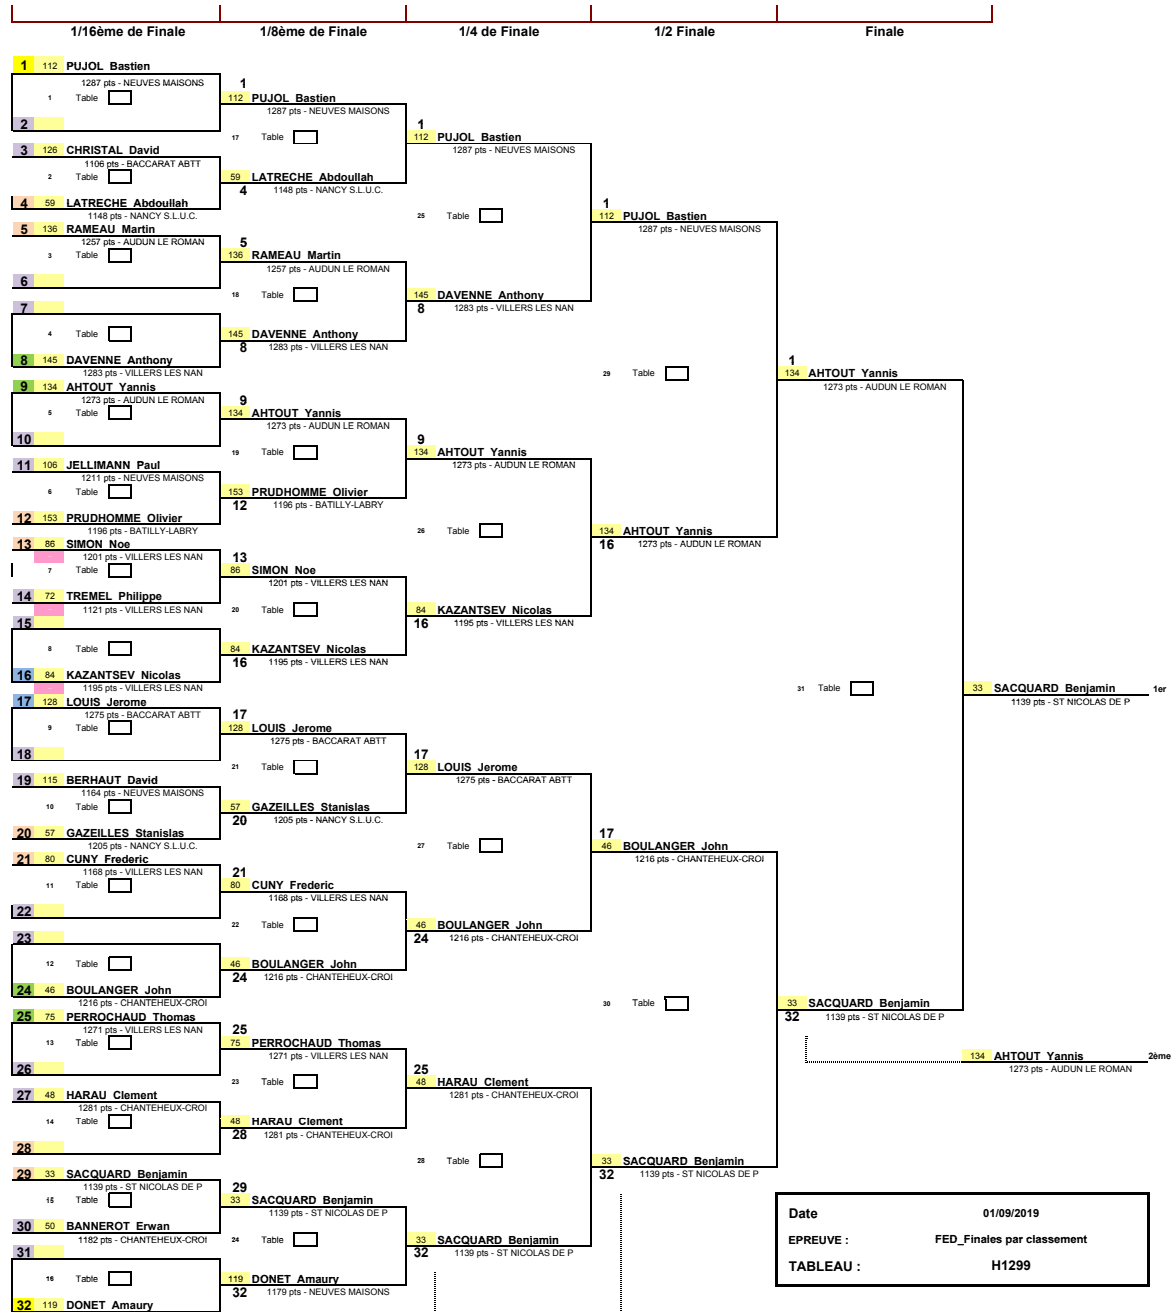 1/16ème de Finale 1/8ème de Finale 1/4 de Finale 1/2 Finale Finale
1 112 PUJOL Bastien
1287 pts - NEUVES MAISONS
1 Table
2
3 126 CHRISTAL David
1106 pts - BACCARAT ABTT
2 Table
4 59 LATRECHE Abdoullah
1148 pts - NANCY S.L.U.C.
5 136 RAMEAU Martin
1257 pts - AUDUN LE ROMAN
3 Table
6
7
4 Table
8 145 DAVENNE Anthony
1283 pts - VILLERS LES NAN
9 134 AHTOUT Yannis
1273 pts - AUDUN LE ROMAN
5 Table
10
11 106 JELLIMANN Paul
1211 pts - NEUVES MAISONS
6 Table
12 153 PRUDHOMME Olivier
1196 pts - BATILLY-LABRY
13 86 SIMON Noe
1201 pts - VILLERS LES NAN
7 Table
14 72 TREMEL Philippe
1121 pts - VILLERS LES NAN
15
8 Table
16 84 KAZANTSEV Nicolas
1195 pts - VILLERS LES NAN
17 128 LOUIS Jerome
1275 pts - BACCARAT ABTT
9 Table
18
19 115 BERHAUT David
1164 pts - NEUVES MAISONS
10 Table
20 57 GAZEILLES Stanislas
1205 pts - NANCY S.L.U.C.
21 80 CUNY Frederic
1168 pts - VILLERS LES NAN
11 Table
22
23
12 Table
24 46 BOULANGER John
1216 pts - CHANTEHEUX-CROI
25 75 PERROCHAUD Thomas
1271 pts - VILLERS LES NAN
13 Table
26
27 48 HARAU Clement
1281 pts - CHANTEHEUX-CROI
14 Table
28
29 33 SACQUARD Benjamin
1139 pts - ST NICOLAS DE P
15 Table
30 50 BANNEROT Erwan
1182 pts - CHANTEHEUX-CROI
31
16 Table
32 119 DONET Amaury
1
112 PUJOL Bastien
1287 pts - NEUVES MAISONS
17 Table
59 LATRECHE Abdoullah
4 1148 pts - NANCY S.L.U.C.
5
136 RAMEAU Martin
1257 pts - AUDUN LE ROMAN
18 Table
145 DAVENNE Anthony
8 1283 pts - VILLERS LES NAN
9
134 AHTOUT Yannis
1273 pts - AUDUN LE ROMAN
19 Table
153 PRUDHOMME Olivier
12 1196 pts - BATILLY-LABRY
13
86 SIMON Noe
1201 pts - VILLERS LES NAN
20 Table
84 KAZANTSEV Nicolas
16 1195 pts - VILLERS LES NAN
17
128 LOUIS Jerome
1275 pts - BACCARAT ABTT
21 Table
57 GAZEILLES Stanislas
20 1205 pts - NANCY S.L.U.C.
21
80 CUNY Frederic
1168 pts - VILLERS LES NAN
22 Table
46 BOULANGER John
24 1216 pts - CHANTEHEUX-CROI
25
75 PERROCHAUD Thomas
1271 pts - VILLERS LES NAN
23 Table
48 HARAU Clement
28 1281 pts - CHANTEHEUX-CROI
29
33 SACQUARD Benjamin
1139 pts - ST NICOLAS DE P
24 Table
119 DONET Amaury
32 1179 pts - NEUVES MAISONS
1
112 PUJOL Bastien
1287 pts - NEUVES MAISONS
25 Table
145 DAVENNE Anthony
8 1283 pts - VILLERS LES NAN
9
134 AHTOUT Yannis
1273 pts - AUDUN LE ROMAN
26 Table
84 KAZANTSEV Nicolas
16 1195 pts - VILLERS LES NAN
17
128 LOUIS Jerome
1275 pts - BACCARAT ABTT
27 Table
46 BOULANGER John
24 1216 pts - CHANTEHEUX-CROI
25
48 HARAU Clement
1281 pts - CHANTEHEUX-CROI
28 Table
33 SACQUARD Benjamin
32 1139 pts - ST NICOLAS DE P
1
112 PUJOL Bastien
1287 pts - NEUVES MAISONS
29 Table
134 AHTOUT Yannis
16 1273 pts - AUDUN LE ROMAN
17
46 BOULANGER John
1216 pts - CHANTEHEUX-CROI
30 Table
33 SACQUARD Benjamin
32 1139 pts - ST NICOLAS DE P
1
134 AHTOUT Yannis
1273 pts - AUDUN LE ROMAN
31 Table
33 SACQUARD Benjamin
32 1139 pts - ST NICOLAS DE P
33 SACQUARD Benjamin 1er
1139 pts - ST NICOLAS DE P
134 AHTOUT Yannis 2ème
1273 pts - AUDUN LE ROMAN
Date 01/09/2019
EPREUVE : FED_Finales par classement
TABLEAU : H1299